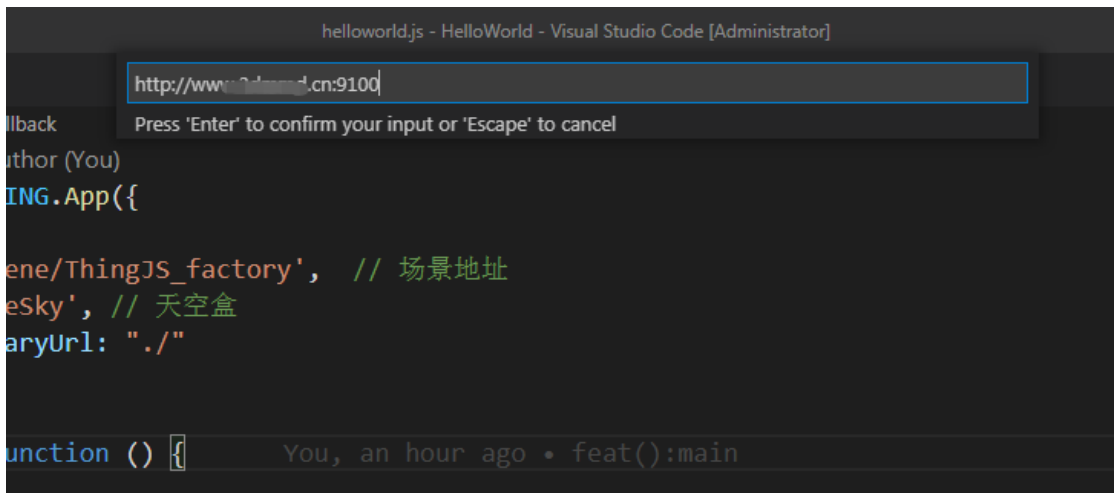 helloworld.js - HelloWorld - Visual Studio Code [Administrator]
http://www.cn:9100
Press 'Enter' to confirm your input or 'Escape' to cancel
llback
uthor (You)
ING.App({
ene/ThingJS_factory', // 场景地址
eSky', // 天空盒
aryUrl: "./"
unction () { You, an hour ago • feat():main